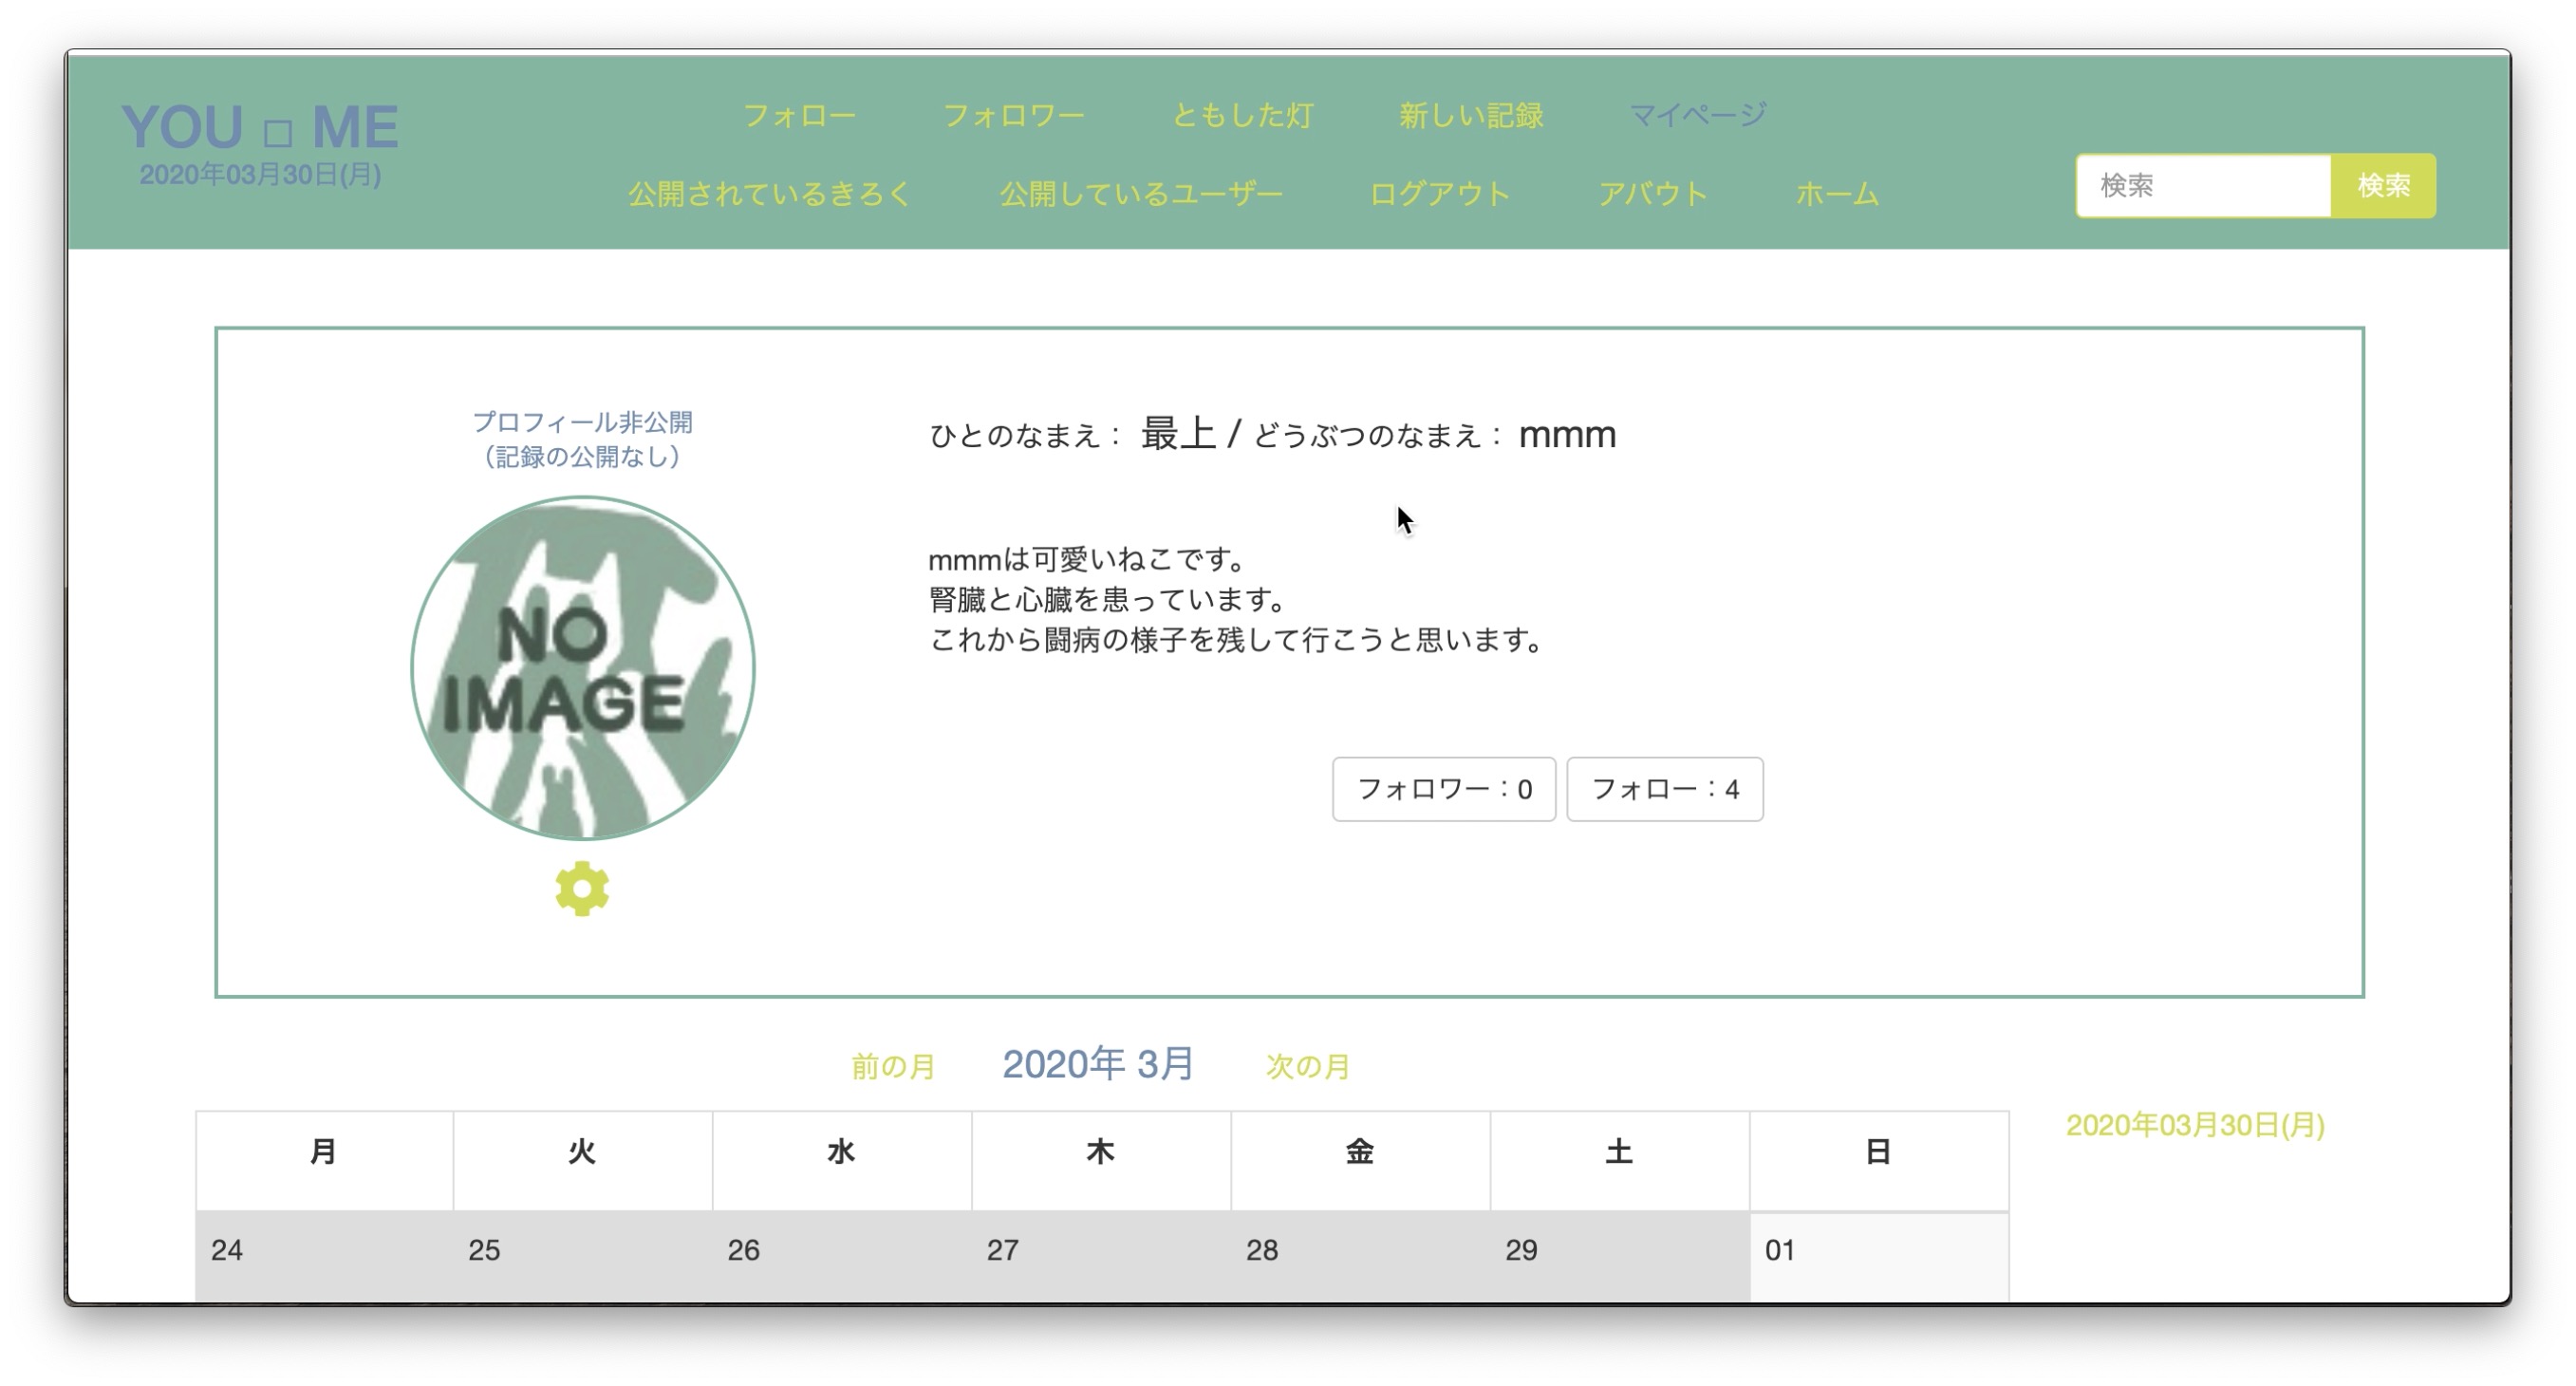 YOU □ ME
2020年03月30日(月)
フォロー フォロワー ともした灯 新しい記録 マイページ
公開されているきろく 公開しているユーザー ログアウト アバウト ホーム
検索 検索
プロフィール非公開
（記録の公開なし）
NO
IMAGE
ひとのなまえ： 最上 / どうぶつのなまえ： mmm
mmmは可愛いねこです。
腎臓と心臓を患っています。
これから闘病の様子を残して行こうと思います。
フォロワー：0 フォロー：4
前の月 2020年 3月 次の月
月 火 水 木 金 土 日
24 25 26 27 28 29 01
2020年03月30日(月)